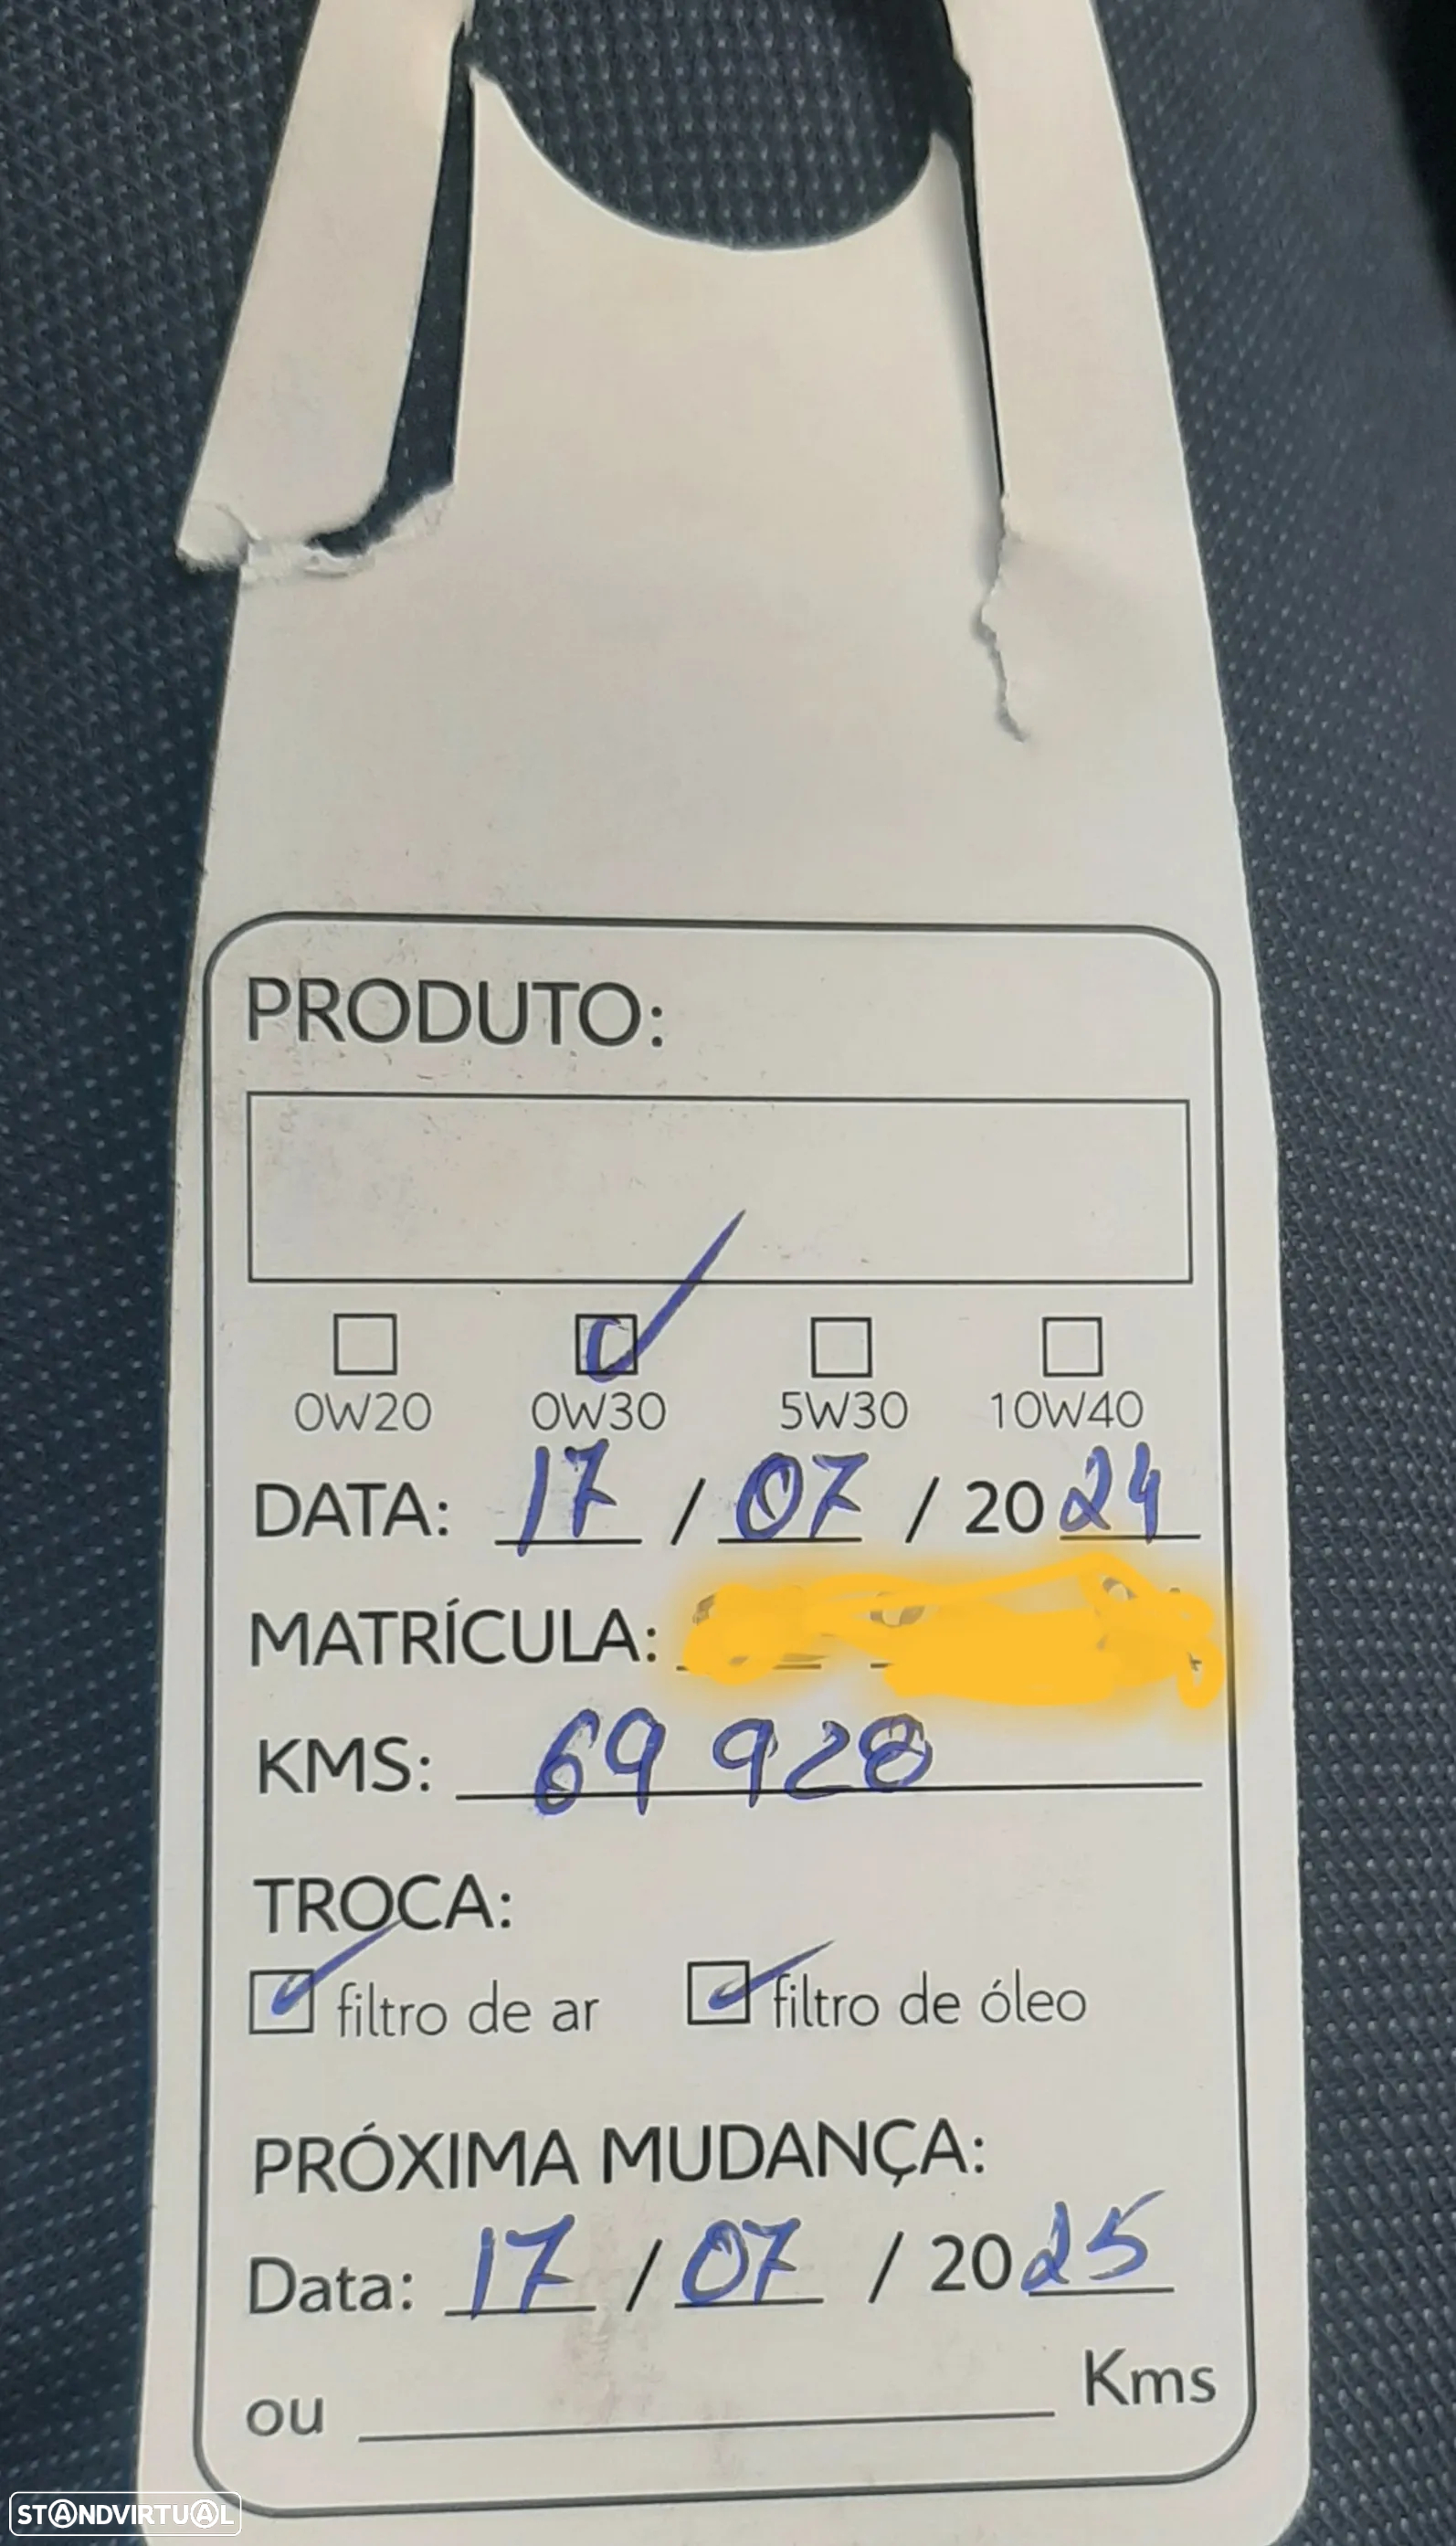 PRODUTO:
0W20 0W30 5W30 10W40
DATA: 17 / 07 / 2024
MATRÍCULA:
KMS: 69 928
TROCA:
filtro de ar filtro de óleo
PRÓXIMA MUDANÇA:
Data: 17 / 07 / 2025
ou Kms
STANDVIRTUAL